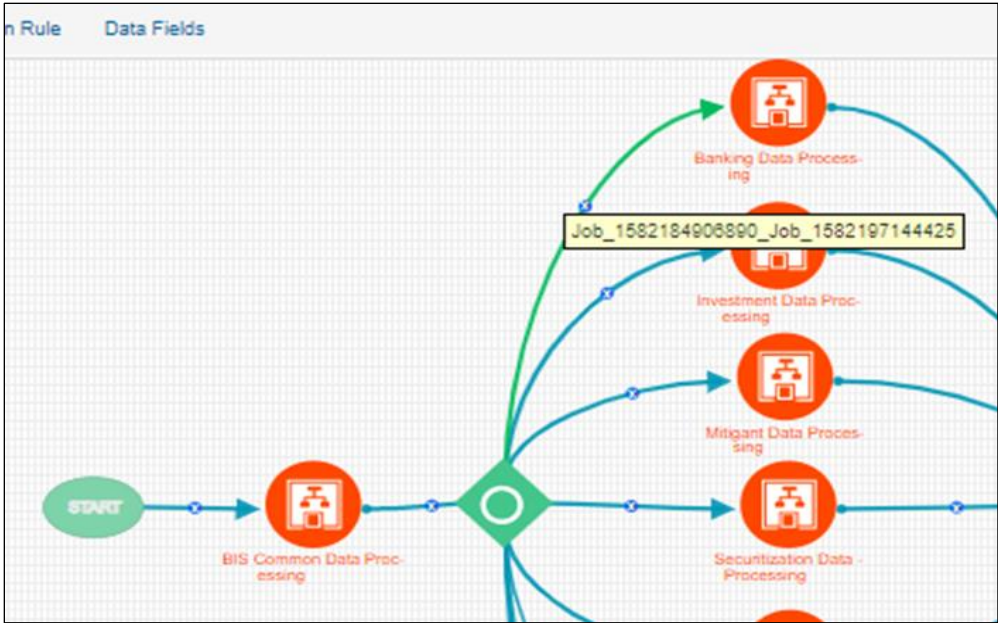 n Rule Data Fields
Banking Data Process-
ing
Job_1582184906890_Job_1582197144425
Investment Data Proc-
essing
Mitigant Data Proces-
sing
START
BIS Common Data Proc-
essing
Securitization Data -
Processing